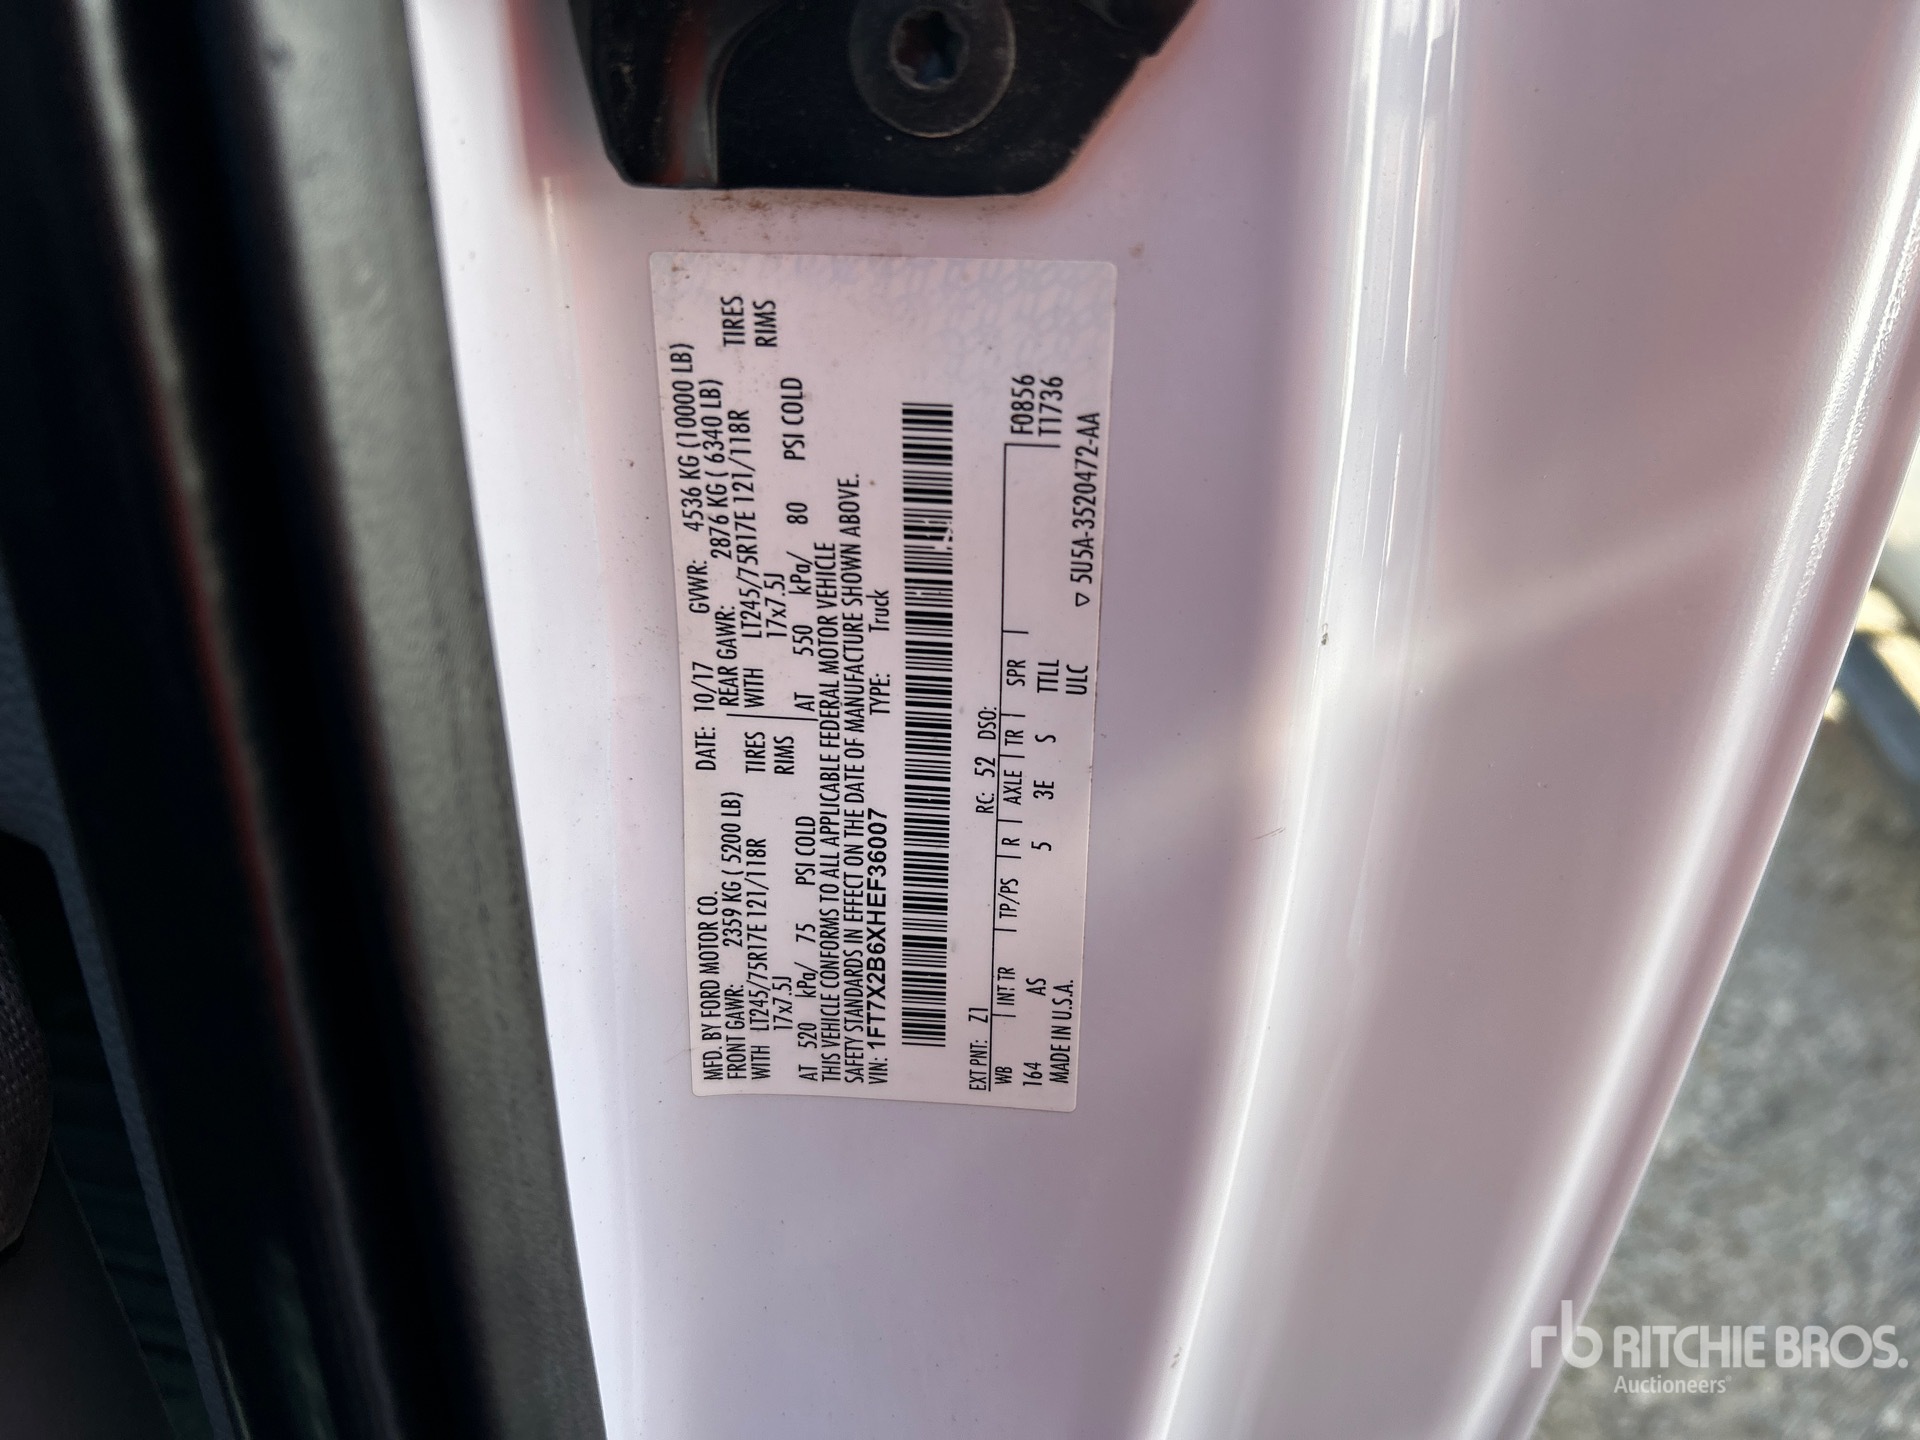 MFD. BY FORD MOTOR CO. DATE: 10/17 GVWR: 4536 KG (10000 LB)
FRONT GAWR: 2359 KG ( 5200 LB) REAR GAWR: 2876 KG ( 6340 LB)
WITH LT245/75R17E 121/118R TIRES WITH LT245/75R17E 121/118R TIRES
17x7.5J RIMS 17x7.5J RIMS
AT 520 kPa/ 75 PSI COLD AT 550 kPa/ 80 PSI COLD
THIS VEHICLE CONFORMS TO ALL APPLICABLE FEDERAL MOTOR VEHICLE
SAFETY STANDARDS IN EFFECT ON THE DATE OF MANUFACTURE SHOWN ABOVE.
VIN: 1FT7X2B6XHEF36007 TYPE: Truck
EXT PNT: Z1 RC: 52 DSO:
WB INT TR TP/PS R AXLE TR SPR F0856
164 AS 5 3E S TTLL T1736
MADE IN U.S.A. ULC ▽ 5U5A-3520472-AA
rb RITCHIE BROS.
Auctioneers